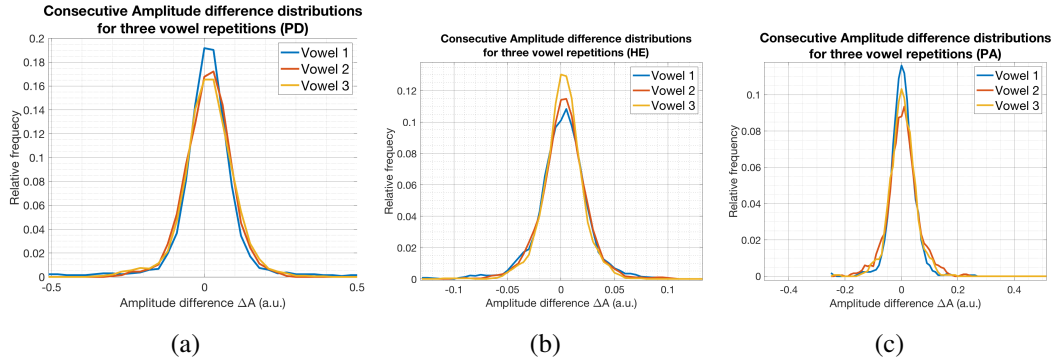 Consecutive Amplitude difference distributions
for three vowel repetitions (PD)
0.2
0.18
0.16
0.14
0.12
0.1
0.08
0.06
0.04
0.02
0
Relative frequecy
Vowel 1
Vowel 2
Vowel 3
-0.5
0
0.5
Amplitude difference ΔA (a.u.)
(a)
Consecutive Amplitude difference distributions
for three vowel repetitions (HE)
0.12
0.1
0.08
0.06
0.04
0.02
0
Relative frequecy
Vowel 1
Vowel 2
Vowel 3
-0.1
-0.05
0
0.05
0.1
Amplitude difference ΔA (a.u.)
(b)
Consecutive Amplitude difference distributions
for three vowel repetitions (PA)
0.1
0.08
0.06
0.04
0.02
0
Relative frequecy
Vowel 1
Vowel 2
Vowel 3
-0.4
-0.2
0
0.2
0.4
Amplitude difference ΔA (a.u.)
(c)